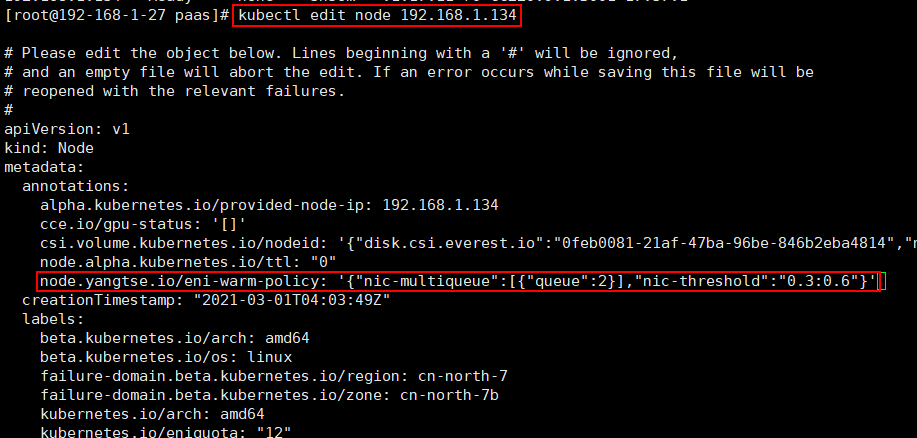 [root@192-168-1-27 paas]# kubectl edit node 192.168.1.134
# Please edit the object below. Lines beginning with a '#' will be ignored,
# and an empty file will abort the edit. If an error occurs while saving this file will be
# reopened with the relevant failures.
#
apiVersion: v1
kind: Node
metadata:
  annotations:
    alpha.kubernetes.io/provided-node-ip: 192.168.1.134
    cce.io/gpu-status: '[]'
    csi.volume.kubernetes.io/nodeid: '{"disk.csi.everest.io":"0feb0081-21af-47ba-96be-846b2eba4814","n
    node.alpha.kubernetes.io/ttl: "0"
    node.yangtse.io/eni-warm-policy: '{"nic-multiqueue":[{"queue":2}],"nic-threshold":"0.3:0.6"}'
  creationTimestamp: "2021-03-01T04:03:49Z"
  labels:
    beta.kubernetes.io/arch: amd64
    beta.kubernetes.io/os: linux
    failure-domain.beta.kubernetes.io/region: cn-north-7
    failure-domain.beta.kubernetes.io/zone: cn-north-7b
    kubernetes.io/arch: amd64
    kubernetes.io/eniquota: "12"